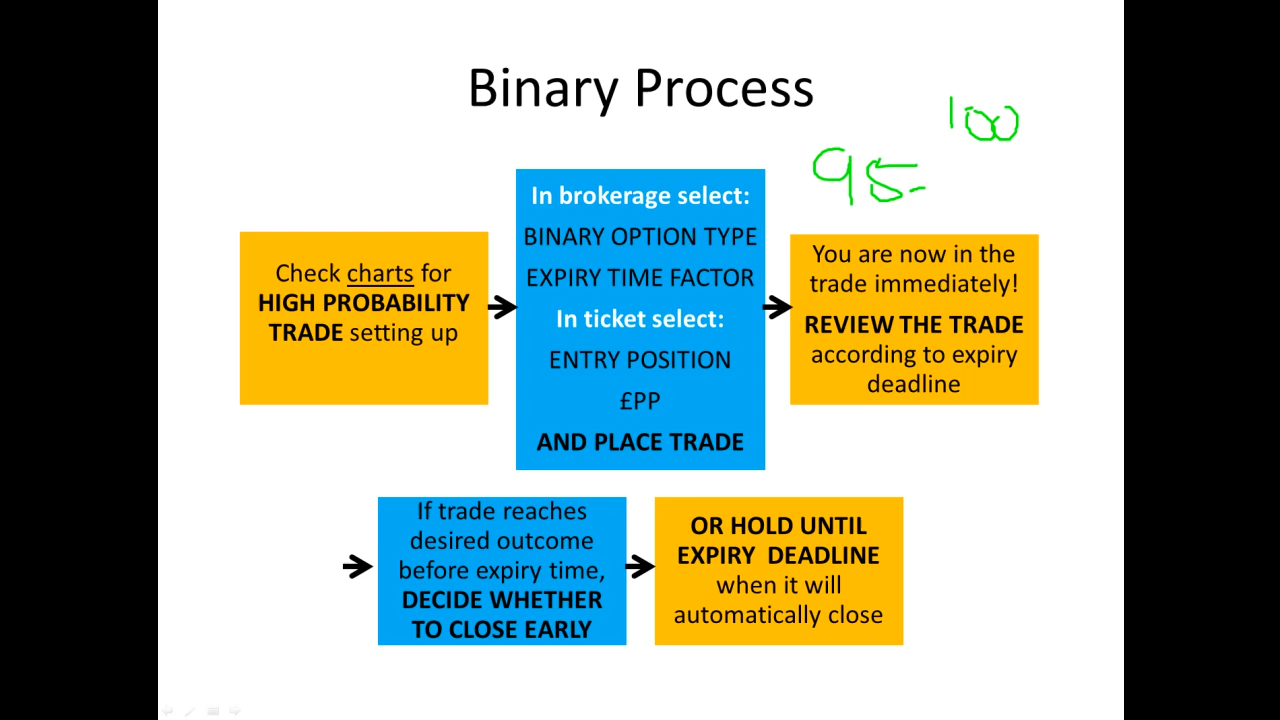 Binary Process
100
95-
Check charts for
HIGH PROBABILITY
TRADE setting up
In brokerage select:
BINARY OPTION TYPE
EXPIRY TIME FACTOR
In ticket select:
ENTRY POSITION
£PP
AND PLACE TRADE
You are now in the
trade immediately!
REVIEW THE TRADE
according to expiry
deadline
If trade reaches
desired outcome
before expiry time,
DECIDE WHETHER
TO CLOSE EARLY
OR HOLD UNTIL
EXPIRY DEADLINE
when it will
automatically close